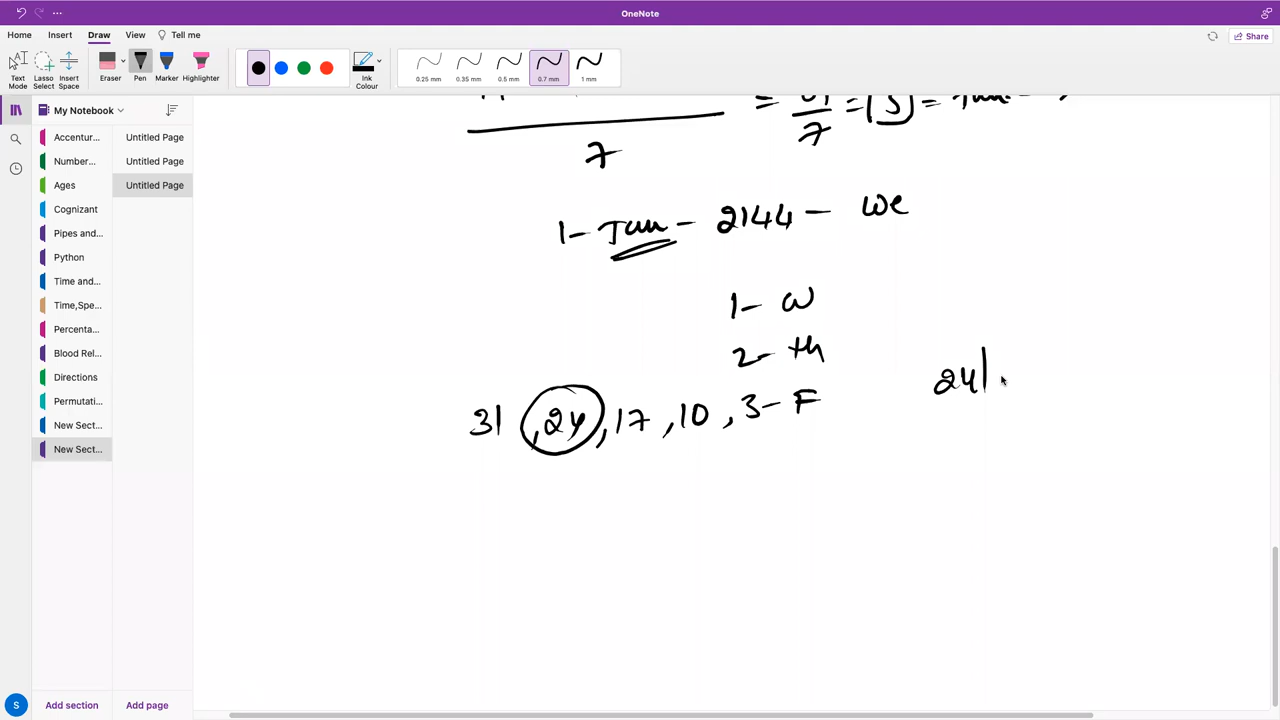 OneNote
Home Insert Draw View Tell me
Share
Text Mode
Lasso Select
Insert Space
Eraser
Pen
Marker
Highlighter
Ink Colour
0.25 mm
0.35 mm
0.5 mm
0.7 mm
1 mm
My Notebook
Accentur...
Number...
Ages
Cognizant
Pipes and...
Python
Time and...
Time,Spe...
Percenta...
Blood Rel...
Directions
Permutati...
New Sect...
New Sect...
Untitled Page
Untitled Page
Untitled Page
7
7
1- Jan - 2144 - We
1- W
2- th
31 ,24 ,17 ,10 ,3- F
24|
S
Add section
Add page